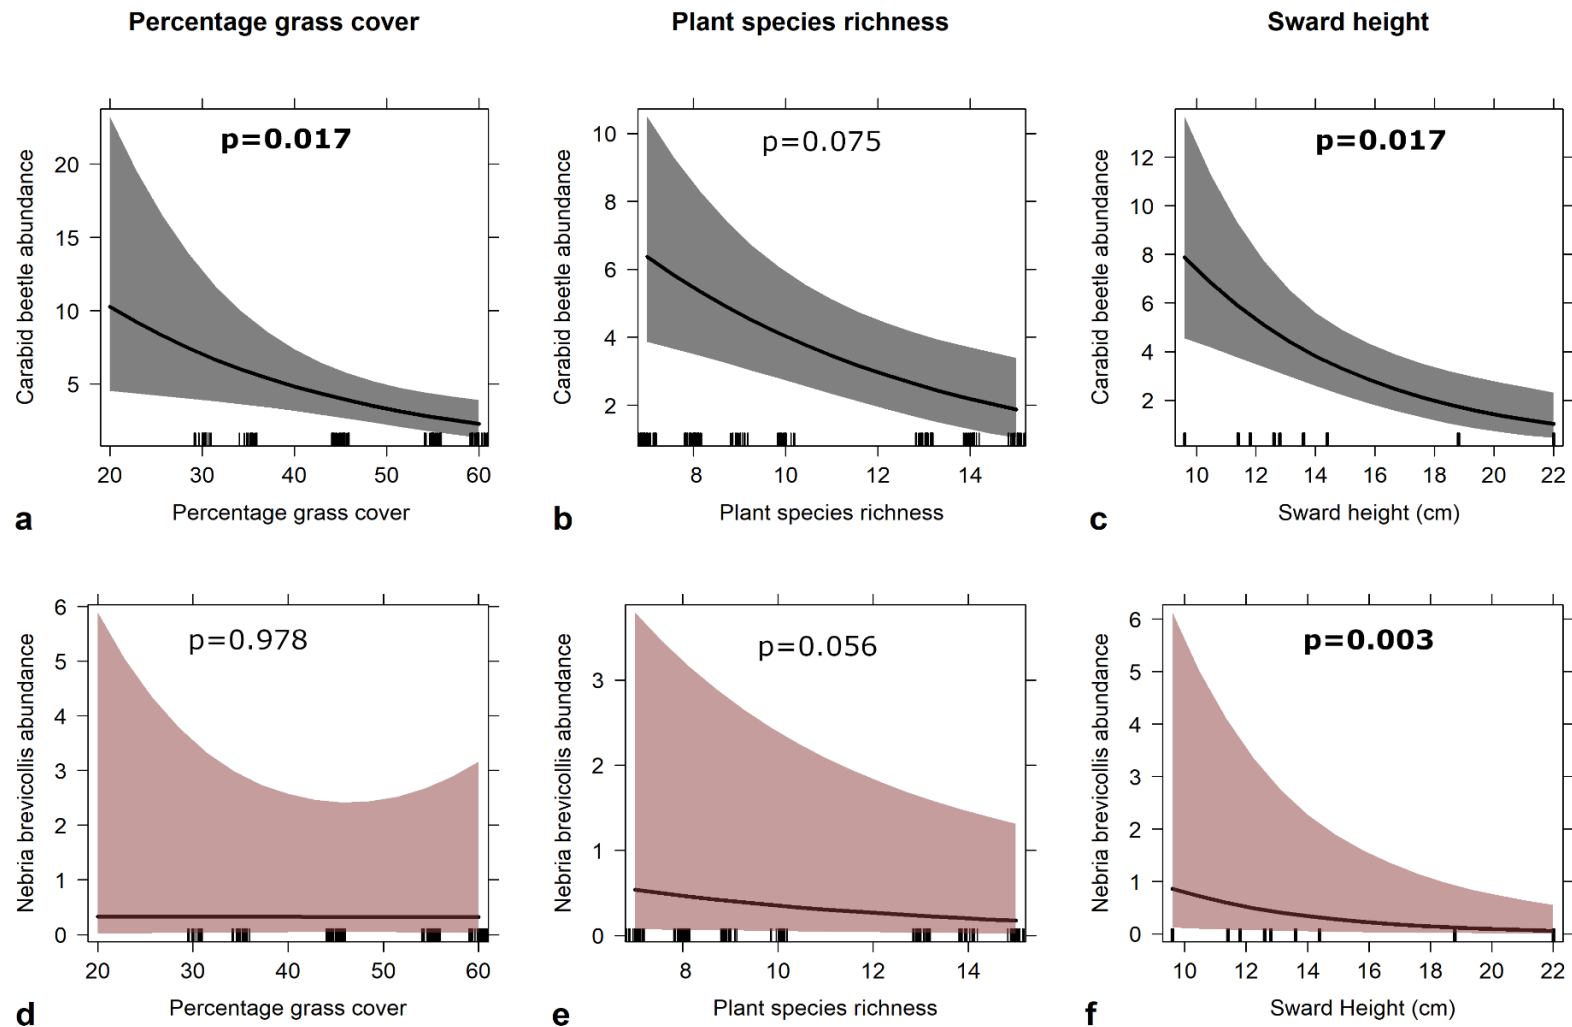 Percentage grass cover
Plant species richness
Sward height
p=0.017
Carabid beetle abundance
20
15
10
5
20 30 40 50 60
Percentage grass cover
a
p=0.075
Carabid beetle abundance
10
8
6
4
2
8 10 12 14
Plant species richness
b
p=0.017
Carabid beetle abundance
12
10
8
6
4
2
10 12 14 16 18 20 22
Sward height (cm)
c
p=0.978
Nebria brevicollis abundance
6
5
4
3
2
1
0
20 30 40 50 60
Percentage grass cover
d
p=0.056
Nebria brevicollis abundance
3
2
1
0
8 10 12 14
Plant species richness
e
p=0.003
Nebria brevicollis abundance
6
5
4
3
2
1
0
10 12 14 16 18 20 22
Sward Height (cm)
f